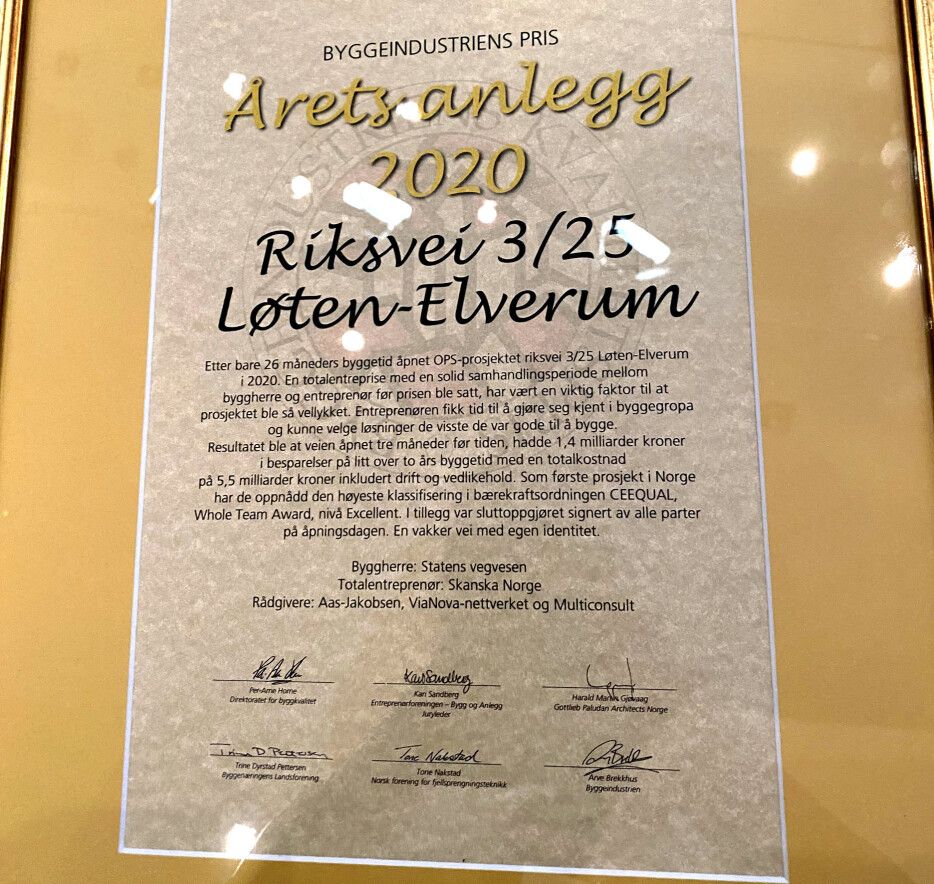 BYGGEINDUSTRIENS PRIS
Årets anlegg
2020
Riksvei 3/25
Løten-Elverum
Etter bare 26 måneders byggetid åpnet OPS-prosjektet riksvei 3/25 Løten-Elverum
i 2020. En totalentreprise med en solid samhandlingsperiode mellom
byggherre og entreprenør før prisen ble satt, har vært en viktig faktor til at
prosjektet ble så vellykket. Entreprenøren fikk tid til å gjøre seg kjent i byggegropa
og kunne velge løsninger de visste de var gode til å bygge.
Resultatet ble at veien åpnet tre måneder før tiden, hadde 1,4 milliarder kroner
i besparelser på litt over to års byggetid med en totalkostnad
på 5,5 milliarder kroner inkludert drift og vedlikehold. Som første prosjekt i Norge
har de oppnådd den høyeste klassifisering i bærekraftsordningen CEEQUAL,
Whole Team Award, nivå Excellent. I tillegg var sluttoppgjøret signert av alle parter
på åpningsdagen. En vakker vei med egen identitet.
Byggherre: Statens vegvesen
Totalentreprenør: Skanska Norge
Rådgivere: Aas-Jakobsen, ViaNova-nettverket og Multiconsult
Kari Sandberg
Per-Arne Horne
Direktoratet for byggkvalitet
Kari Sandberg
Entreprenørforeningen – Bygg og Anlegg
Juryleder
Harald Martin Gjøvaag
Gottlieb Paludan Architects Norge
Trine D Pettersen
Tone Nakstad
Trine Dyrstad Pettersen
Byggenæringens Landsforening
Tone Nakstad
Norsk forening for fjellsprengningsteknikk
Arve Brekkhus
Byggeindustrien